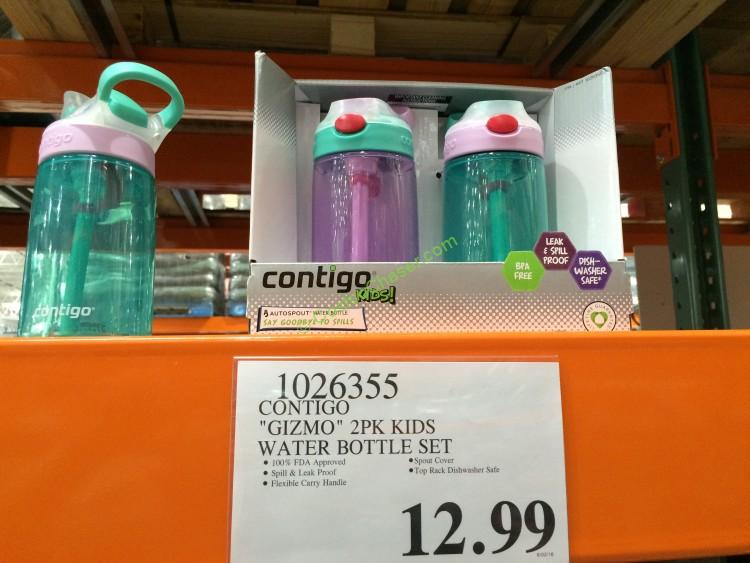 contigo
contigo
contigo
Kids!
AUTOSPOUT WATER BOTTLE
SAY GOODBYE TO SPILLS
BPA
FREE
LEAK
& SPILL
PROOF
DISH-
WASHER
SAFE*
1026355
CONTIGO
"GIZMO" 2PK KIDS
WATER BOTTLE SET
• 100% FDA Approved
• Spill & Leak Proof
• Flexible Carry Handle
• Spout Cover
• Top Rack Dishwasher Safe
12.99